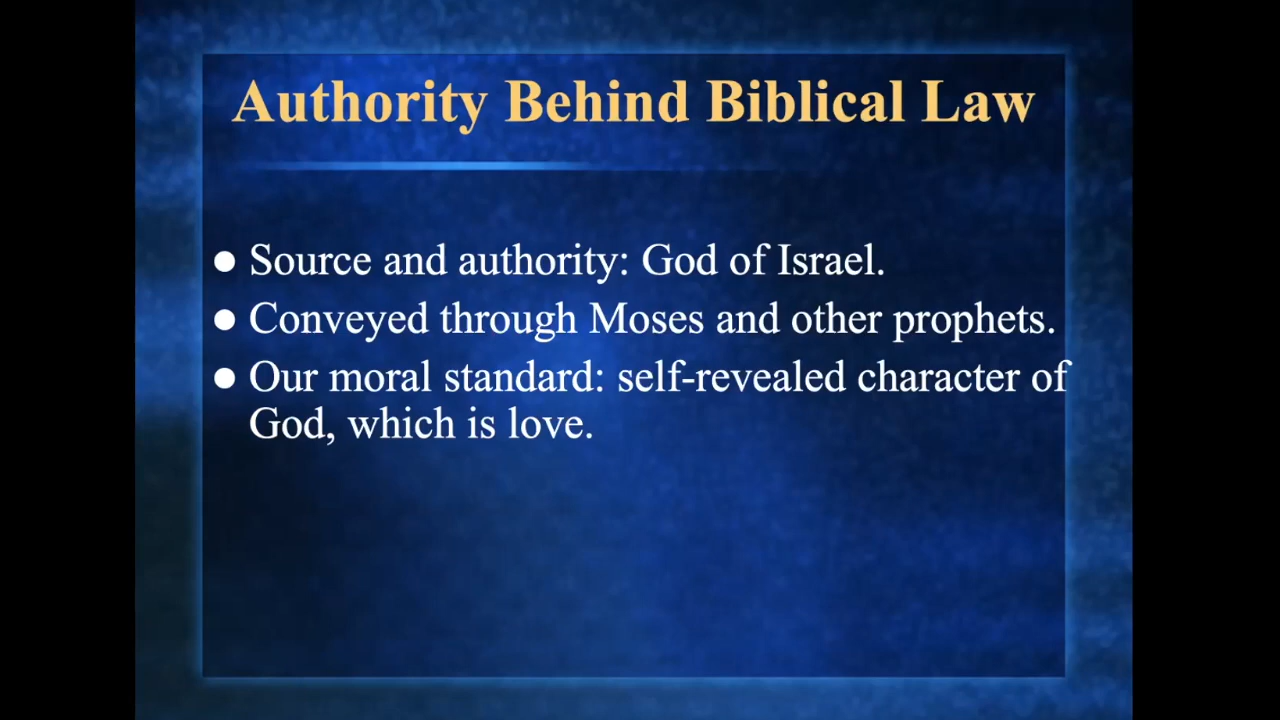 Authority Behind Biblical Law
● Source and authority: God of Israel.
● Conveyed through Moses and other prophets.
● Our moral standard: self-revealed character of
God, which is love.